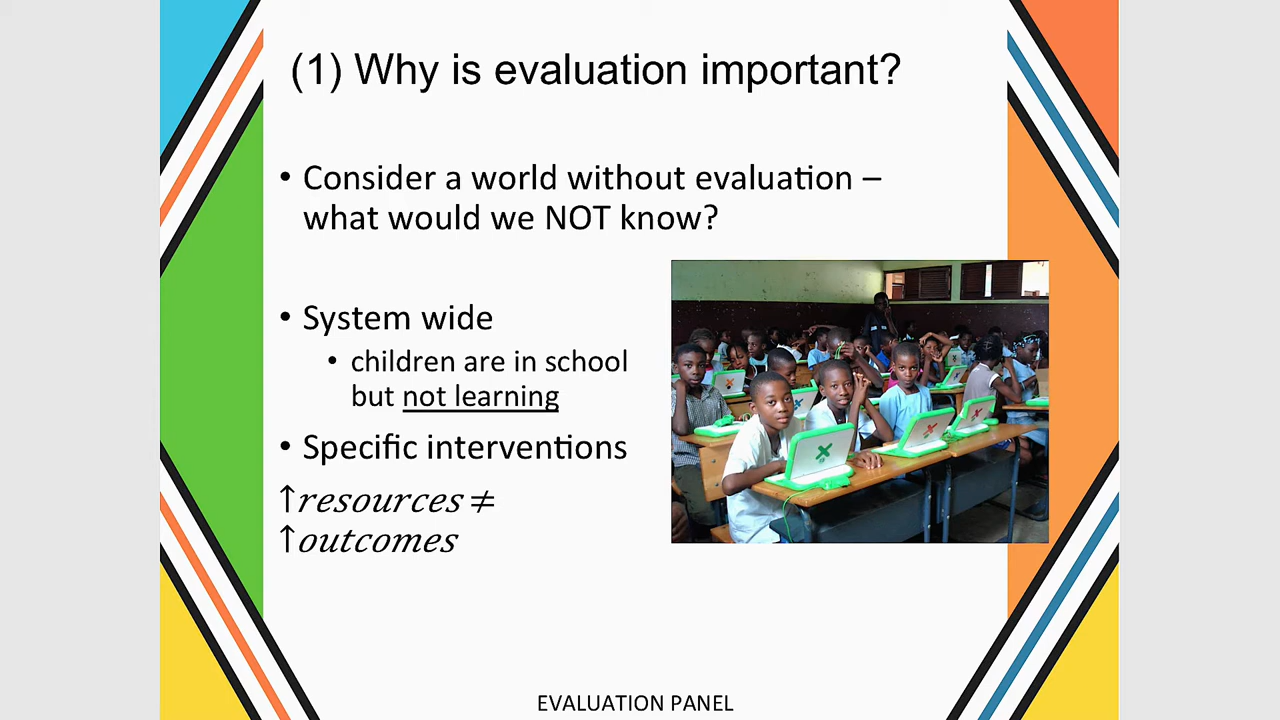 (1) Why is evaluation important?
• Consider a world without evaluation –
what would we NOT know?
• System wide
• children are in school
but not learning
• Specific interventions
↑resources ≠
↑outcomes
EVALUATION PANEL